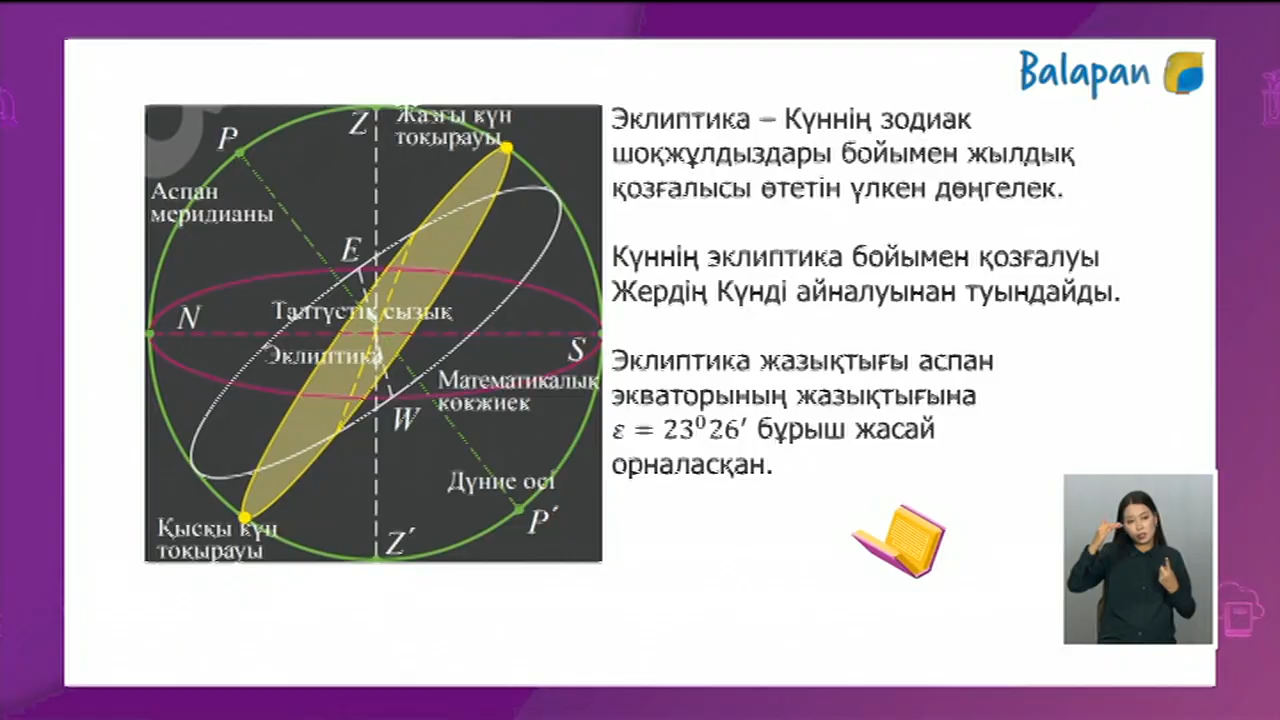 Balapan
Z
Жазғы күн
тоқырауы
P
Аспан
меридианы
E
N
Талтүстік сызық
Эклиптика
S
Математикалық
көкжиек
W
Дүние осі
P´
Қысқы күн
тоқырауы
Z´
Эклиптика – Күннің зодиак
шоқжұлдыздары бойымен жылдық
қозғалысы өтетін үлкен дөңгелек.
Күннің эклиптика бойымен қозғалуы
Жердің Күнді айналуынан туындайды.
Эклиптика жазықтығы аспан
экваторының жазықтығына
ε = 23⁰26′ бұрыш жасай
орналасқан.